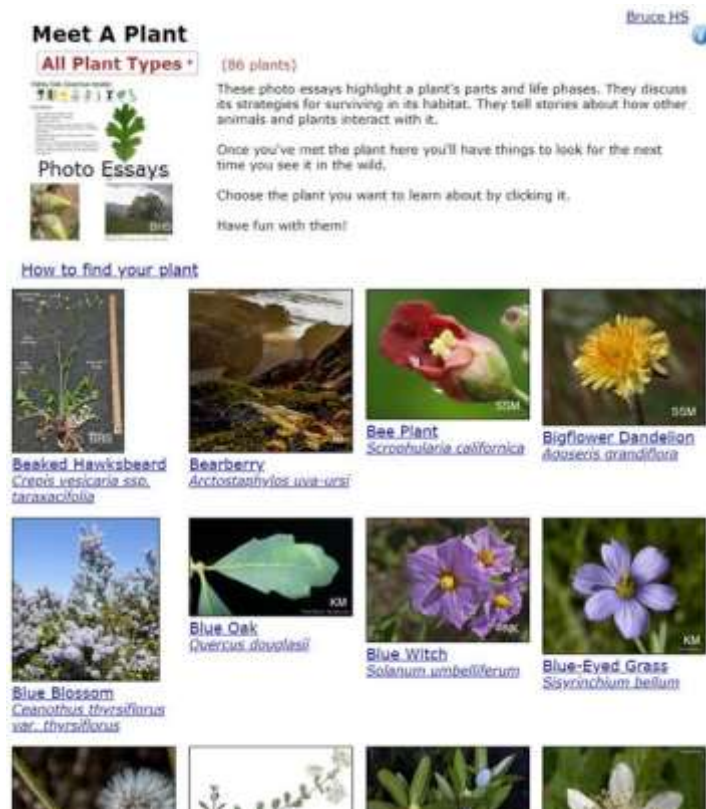 Bruce HS
Meet A Plant
All Plant Types
(86 plants)
These photo essays highlight a plant's parts and life phases. They discuss
its strategies for surviving in its habitat. They tell stories about how other
animals and plants interact with it.
Once you've met the plant here you'll have things to look for the next
time you see it in the wild.
Choose the plant you want to learn about by clicking it.
Have fun with them!
Photo Essays
BHS
How to find your plant
BHS
SSM
SSM
Beaked Hawksbeard
Crepis vesicaria ssp.
taraxacifolia
Bearberry
Arctostaphylos uva-ursi
Bee Plant
Scrophularia californica
Bigflower Dandelion
Agoseris grandiflora
KM
KM
Blue Blossom
Ceanothus thyrsiflorus
var. thyrsiflorus
Blue Oak
Quercus douglasii
Blue Witch
Solanum umbelliferum
Blue-Eyed Grass
Sisyrinchium bellum